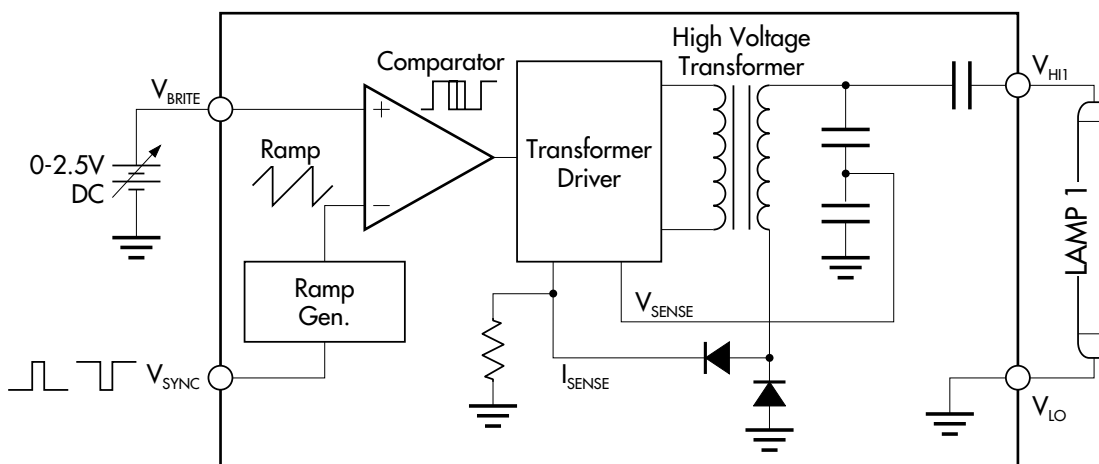 High Voltage
Transformer
Comparator
V_BRITE
V_HI1
+
Ramp
0-2.5V
DC
Transformer
Driver
−
LAMP 1
Ramp
Gen.
V_SENSE
V_SYNC
I_SENSE
V_LO